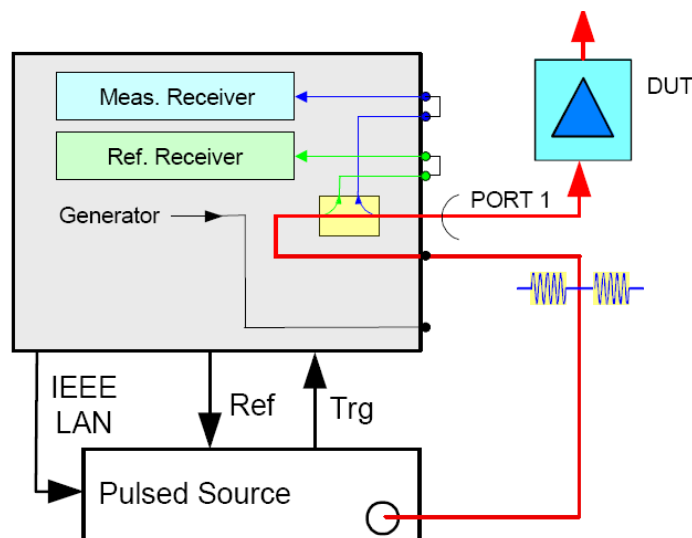 Meas. Receiver
DUT
Ref. Receiver
PORT 1
Generator
IEEE
LAN
Ref
Trg
Pulsed Source